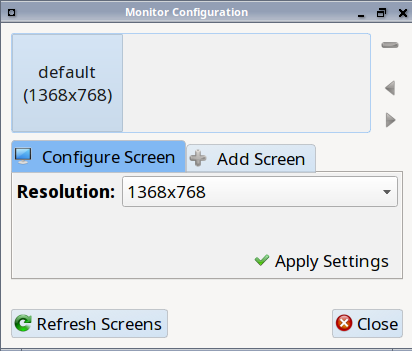 Monitor Configuration
default
(1368x768)
Configure Screen
Add Screen
Resolution: 1368x768
Apply Settings
Refresh Screens
Close